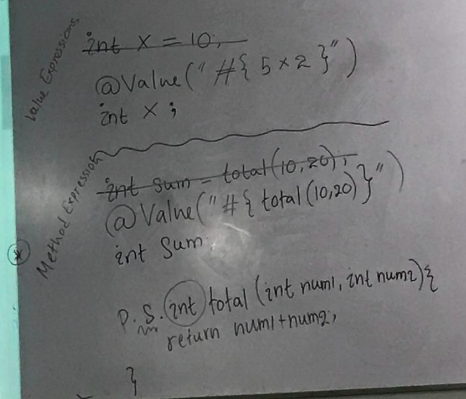 Value Expressions
int x = 10;
@Value("#{ 5 × 2 }")
int x ;
Method Expression
int sum = total(10,20);
@Value("#{ total(10,20)}")
int sum;
P.S. int total (int num1, int num2){
return num1+num2;
}